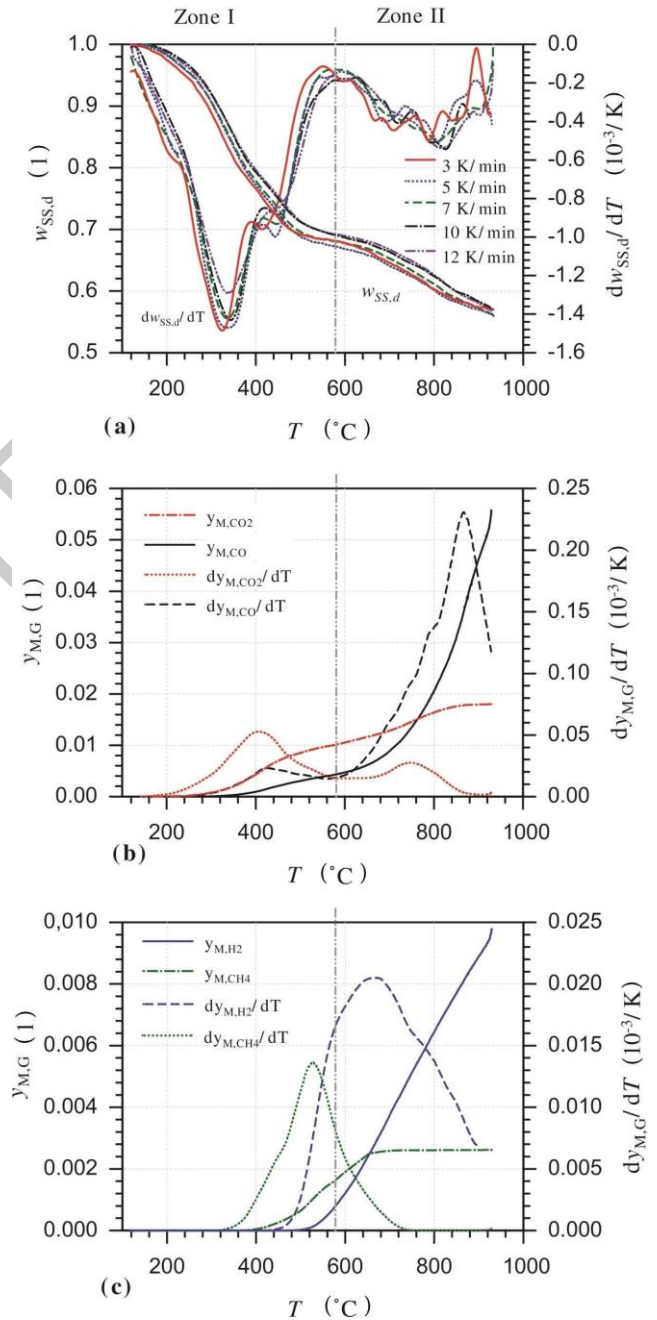 Zone I Zone II
1.0 0.0
0.9 -0.2
-0.4
0.8 -0.6
0.7 -0.8
-1.0
0.6 -1.2
-1.4
0.5 -1.6
w_SS,d (1)
dw_SS,d/dT (10⁻³/K)
3 K/min
5 K/min
7 K/min
10 K/min
12 K/min
dw_SS,d/dT
w_SS,d
200 400 600 800 1000
(a) T (°C)
0.06 0.25
0.05 0.20
0.04 0.15
0.03
0.02 0.10
0.01 0.05
0.00 0.00
y_M,G (1)
dy_M,G/dT (10⁻³/K)
y_M,CO2
y_M,CO
dy_M,CO2/dT
dy_M,CO/dT
200 400 600 800 1000
(b) T (°C)
0,010 0.025
0.008 0.020
0.006 0.015
0.004 0.010
0.002 0.005
0.000 0.000
y_M,G (1)
dy_M,G/dT (10⁻³/K)
y_M,H2
y_M,CH4
dy_M,H2/dT
dy_M,CH4/dT
200 400 600 800 1000
(c) T (°C)